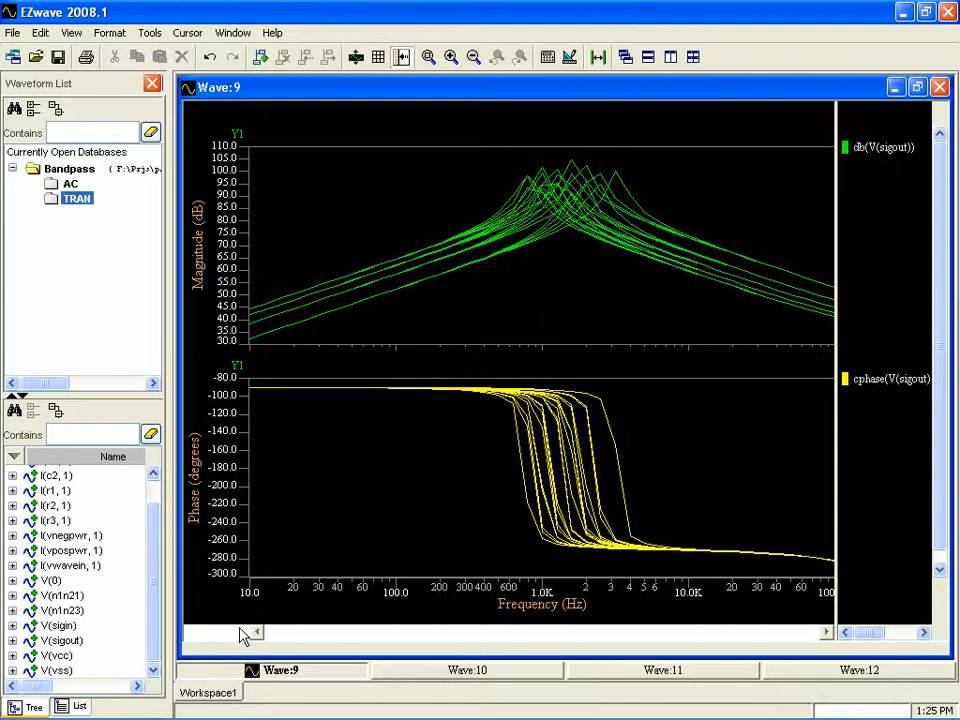 EZwave 2008.1
File Edit View Format Tools Cursor Window Help
Waveform List
Contains
Currently Open Databases
Bandpass ( F:\Prjs\p.
AC
TRAN
Contains
Name
I(c2, 1)
I(r1, 1)
I(r2, 1)
I(r3, 1)
I(vnegpwr, 1)
I(vpospwr, 1)
I(vwavein, 1)
V(0)
V(n1n21)
V(n1n23)
V(sigin)
V(sigout)
V(vcc)
V(vss)
Tree List
Wave:9
Y1
110.0
105.0
100.0
95.0
90.0
85.0
80.0
75.0
70.0
65.0
60.0
55.0
50.0
45.0
40.0
35.0
30.0
Magnitude (dB)
db(V(sigout))
Y1
-80.0
-100.0
-120.0
-140.0
-160.0
-180.0
-200.0
-220.0
-240.0
-260.0
-280.0
-300.0
Phase (degrees)
cphase(V(sigout)
10.0 20 30 40 60 100.0 200 300 400 600 1.0K 2 3 4 5 6 10.0K 20 30 40 60 100
Frequency (Hz)
Wave:9 Wave:10 Wave:11 Wave:12
Workspace1
1:25 PM